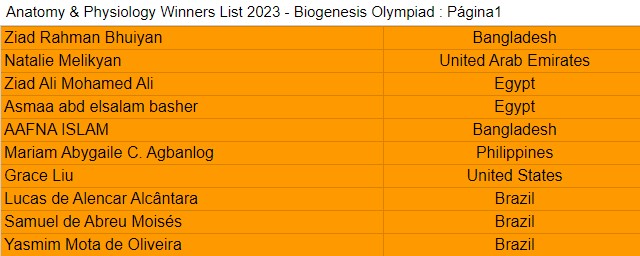 Anatomy & Physiology Winners List 2023 - Biogenesis Olympiad : Página1
Ziad Rahman Bhuiyan Bangladesh
Natalie Melikyan United Arab Emirates
Ziad Ali Mohamed Ali Egypt
Asmaa abd elsalam basher Egypt
AAFNA ISLAM Bangladesh
Mariam Abygaile C. Agbanlog Philippines
Grace Liu United States
Lucas de Alencar Alcântara Brazil
Samuel de Abreu Moisés Brazil
Yasmim Mota de Oliveira Brazil